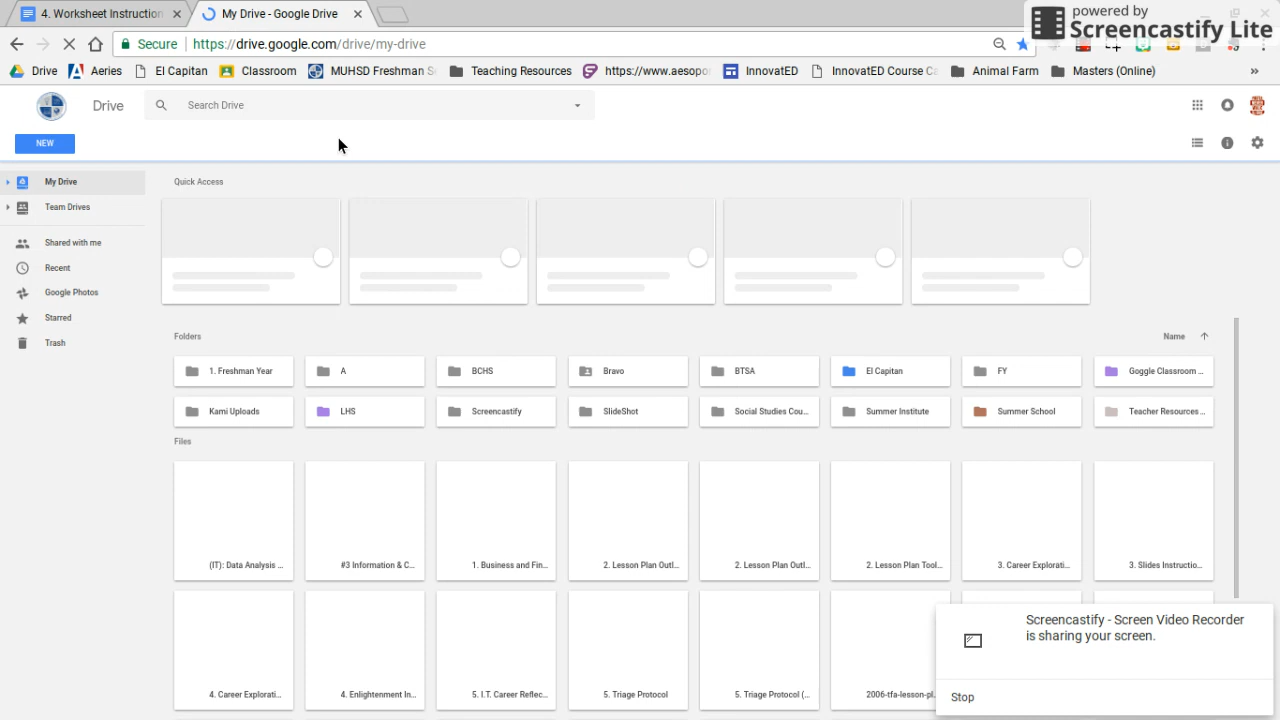 4. Worksheet Instruction
My Drive - Google Drive
powered by
Screencastify Lite
Secure
https://drive.google.com/drive/my-drive
Drive
Aeries
El Capitan
Classroom
MUHSD Freshman S
Teaching Resources
https://www.aesopo
InnovatED
InnovatED Course C
Animal Farm
Masters (Online)
Drive
Search Drive
NEW
My Drive
Team Drives
Shared with me
Recent
Google Photos
Starred
Trash
Quick Access
Folders
Name
1. Freshman Year
A
BCHS
Bravo
BTSA
El Capitan
FY
Goggle Classroom ...
Kami Uploads
LHS
Screencastify
SlideShot
Social Studies Cou...
Summer Institute
Summer School
Teacher Resources...
Files
(IT): Data Analysis ...
#3 Information & C...
1. Business and Fin...
2. Lesson Plan Outl...
2. Lesson Plan Outl...
2. Lesson Plan Tool...
3. Career Explorati...
3. Slides Instructio...
4. Career Explorati...
4. Enlightenment In...
5. I.T. Career Reflec...
5. Triage Protocol
5. Triage Protocol (...
2006-tfa-lesson-pl
Screencastify - Screen Video Recorder
is sharing your screen.
Stop